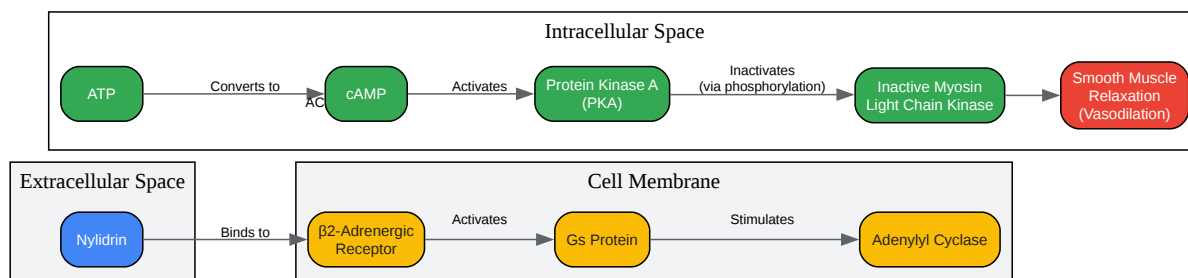 Intracellular Space
ATP
Converts to
AC
cAMP
Activates
Protein Kinase A
(PKA)
Inactivates
(via phosphorylation)
Inactive Myosin
Light Chain Kinase
Smooth Muscle
Relaxation
(Vasodilation)
Extracellular Space
Nylidrin
Binds to
Cell Membrane
β2-Adrenergic
Receptor
Activates
Gs Protein
Stimulates
Adenylyl Cyclase